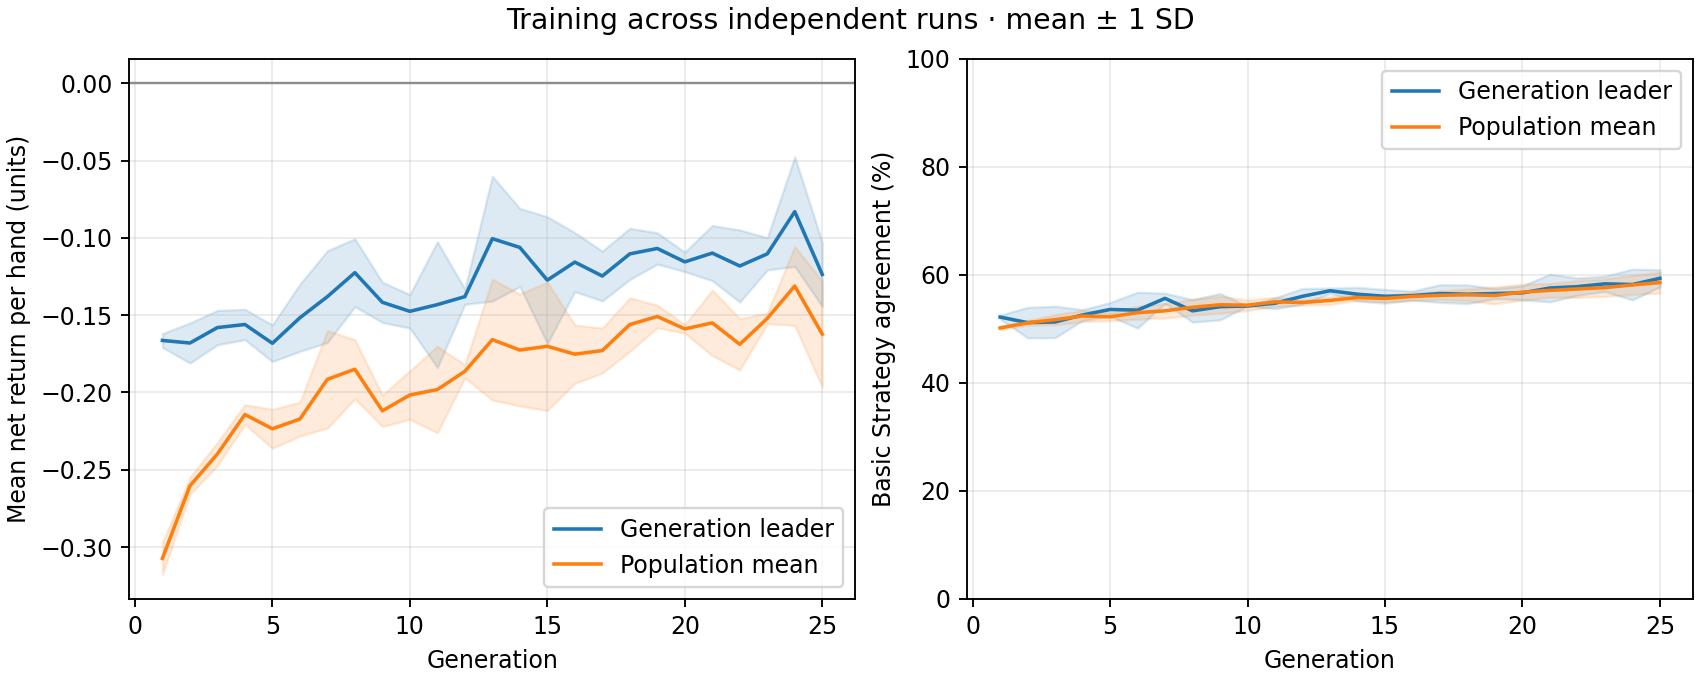 Training across independent runs · mean ± 1 SD
Mean net return per hand (units)
0.00
−0.05
−0.10
−0.15
−0.20
−0.25
−0.30
0
5
10
15
20
25
Generation
Generation leader
Population mean
Basic Strategy agreement (%)
100
80
60
40
20
0
0
5
10
15
20
25
Generation
Generation leader
Population mean